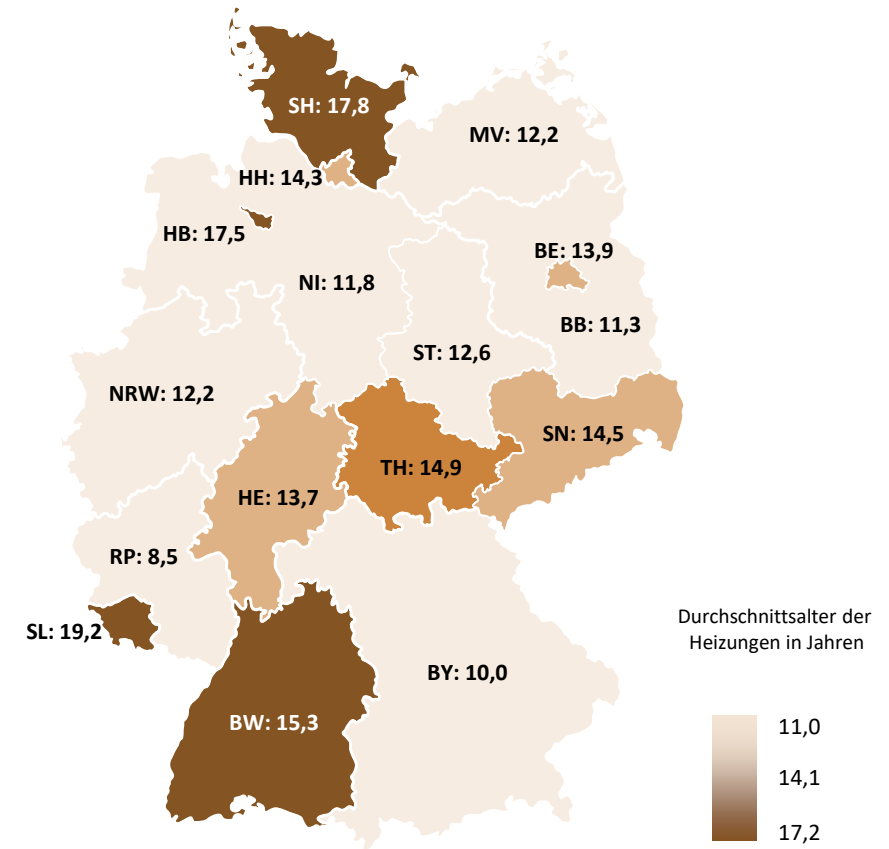 SH: 17,8
MV: 12,2
HH: 14,3
HB: 17,5
BE: 13,9
NI: 11,8
BB: 11,3
ST: 12,6
NRW: 12,2
SN: 14,5
TH: 14,9
HE: 13,7
RP: 8,5
SL: 19,2
BY: 10,0
BW: 15,3
Durchschnittsalter der
Heizungen in Jahren
11,0
14,1
17,2